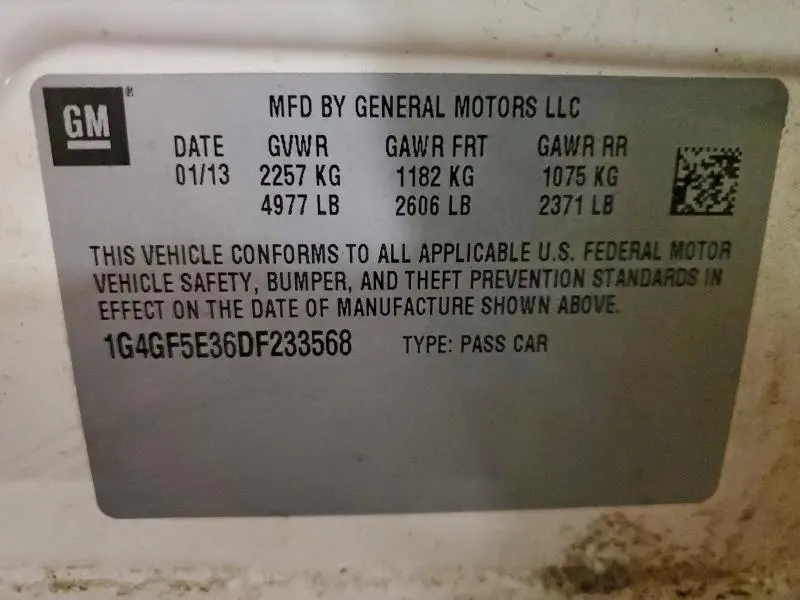 GM
®
MFD BY GENERAL MOTORS LLC
DATE GVWR GAWR FRT GAWR RR
01/13 2257 KG 1182 KG 1075 KG
4977 LB 2606 LB 2371 LB
THIS VEHICLE CONFORMS TO ALL APPLICABLE U.S. FEDERAL MOTOR
VEHICLE SAFETY, BUMPER, AND THEFT PREVENTION STANDARDS IN
EFFECT ON THE DATE OF MANUFACTURE SHOWN ABOVE.
1G4GF5E36DF233568 TYPE: PASS CAR